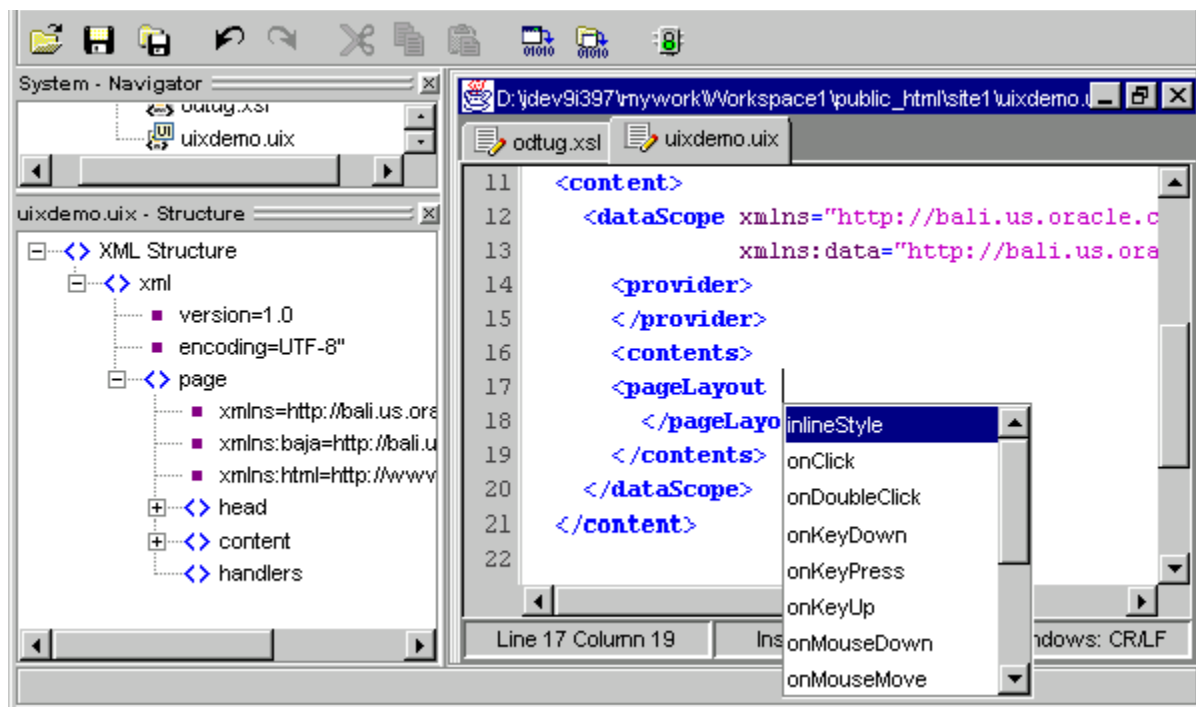 01010
01010
System - Navigator
odtug.xsl
uixdemo.uix
uixdemo.uix - Structure
XML Structure
xml
version=1.0
encoding=UTF-8"
page
xmlns=http://bali.us.ora
xmlns:baja=http://bali.u
xmlns:html=http://www
head
content
handlers
D:\jdev9i397\mywork\Workspace1\public_html\site1\uixdemo.u
odtug.xsl uixdemo.uix
11 <content>
12 <dataScope xmlns="http://bali.us.oracle.c
13 xmlns:data="http://bali.us.ora
14 <provider>
15 </provider>
16 <contents>
17 <pageLayout
18 </pageLayo
19 </contents>
20 </dataScope>
21 </content>
22
inlineStyle
onClick
onDoubleClick
onKeyDown
onKeyPress
onKeyUp
onMouseDown
onMouseMove
Line 17 Column 19 Ins ndows: CR/LF